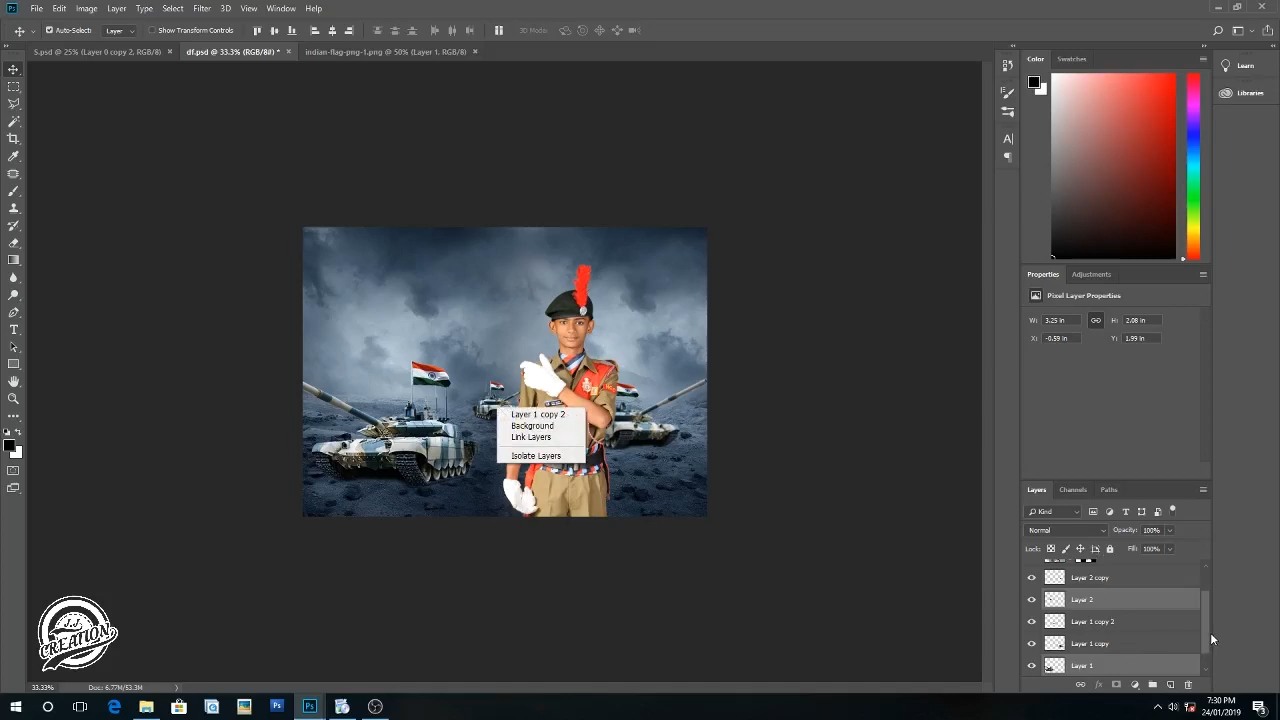 Ps File Edit Image Layer Type Select Filter 3D View Window Help
Auto-Select: Layer Show Transform Controls 3D Mode:
S.psd @ 25% (Layer 0 copy 2, RGB/8) × df.psd @ 33.3% (RGB/8#) * × indian-flag-png-1.png @ 50% (Layer 1, RGB/8) ×
Color Swatches
Learn
Libraries
Properties Adjustments
Pixel Layer Properties
W: 3.25 in H: 2.08 in
X: -0.59 in Y: 1.99 in
Layer 1 copy 2
Background
Link Layers
Isolate Layers
Layers Channels Paths
Kind
Normal Opacity: 100%
Lock: Fill: 100%
Layer 2 copy
Layer 2
Layer 1 copy 2
Layer 1 copy
Layer 1
J.J
CREATION
33.33% Doc: 6.77M/53.3M
7:30 PM
24/01/2019